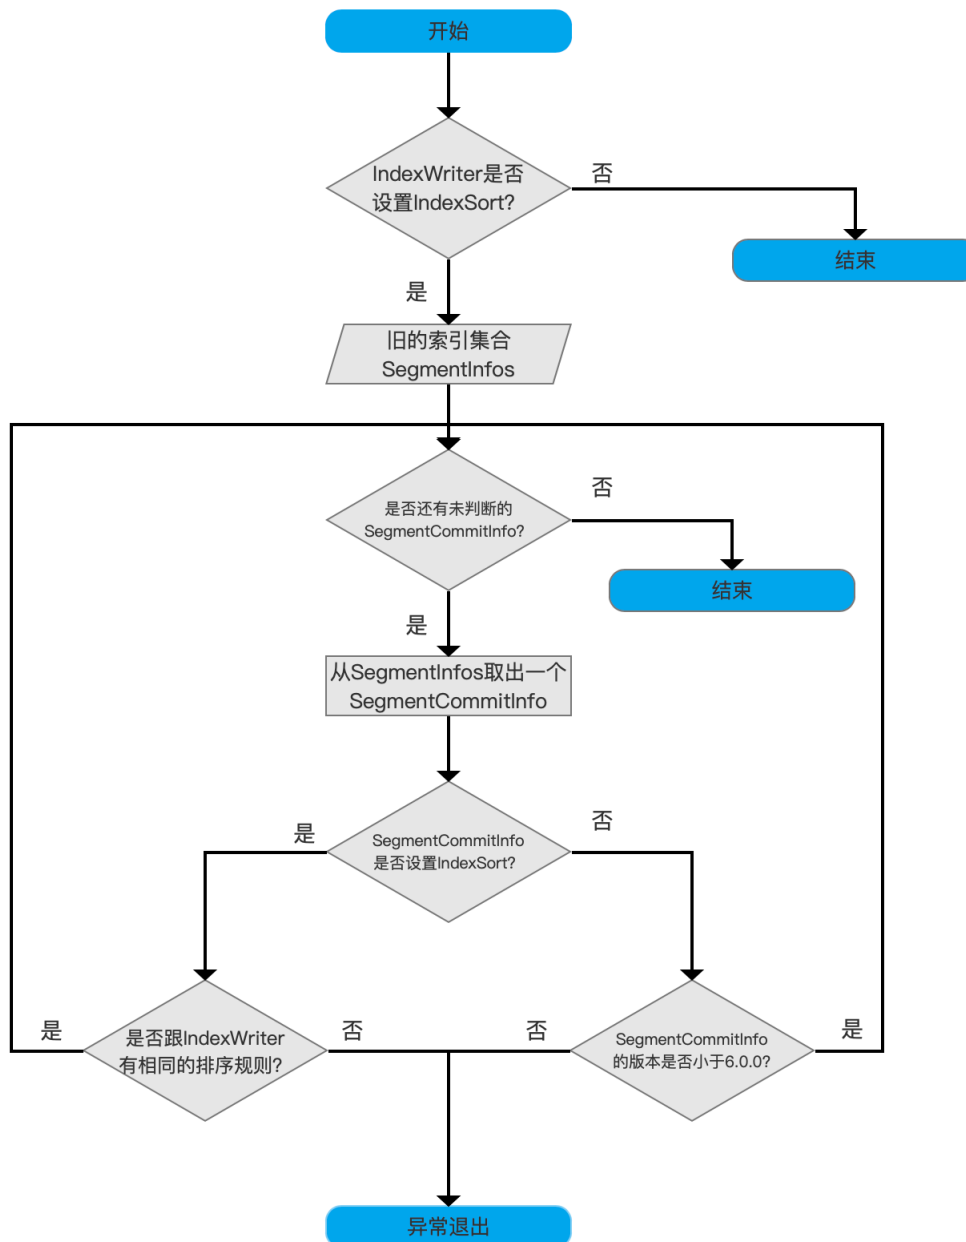 开始
IndexWriter是否
设置IndexSort?
否
结束
是
旧的索引集合
SegmentInfos
否
是否还有未判断的
SegmentCommitInfo?
结束
是
从SegmentInfos取出一个
SegmentCommitInfo
是
否
SegmentCommitInfo
是否设置IndexSort?
是
是否跟IndexWriter
有相同的排序规则?
否
否
SegmentCommitInfo
的版本是否小于6.0.0?
是
异常退出